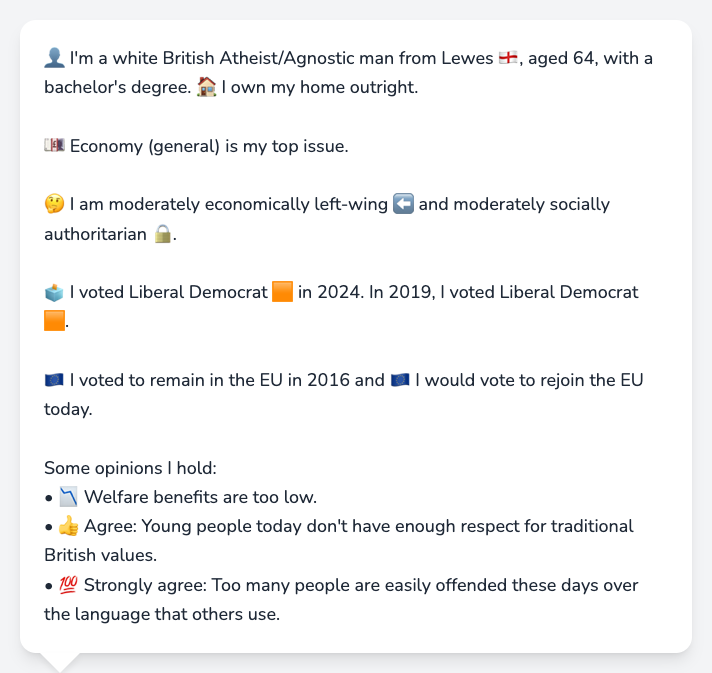 👤 I'm a white British Atheist/Agnostic man from Lewes 🏴󠁧󠁢󠁥󠁮󠁧󠁿, aged 64, with a
bachelor's degree. 🏠 I own my home outright.
💷 Economy (general) is my top issue.
🤔 I am moderately economically left-wing ⬅️ and moderately socially
authoritarian 🔒.
🗳️ I voted Liberal Democrat 🟧 in 2024. In 2019, I voted Liberal Democrat
🟧.
🇪🇺 I voted to remain in the EU in 2016 and 🇪🇺 I would vote to rejoin the EU
today.
Some opinions I hold:
• 📉 Welfare benefits are too low.
• 👍 Agree: Young people today don't have enough respect for traditional
British values.
• 💯 Strongly agree: Too many people are easily offended these days over
the language that others use.